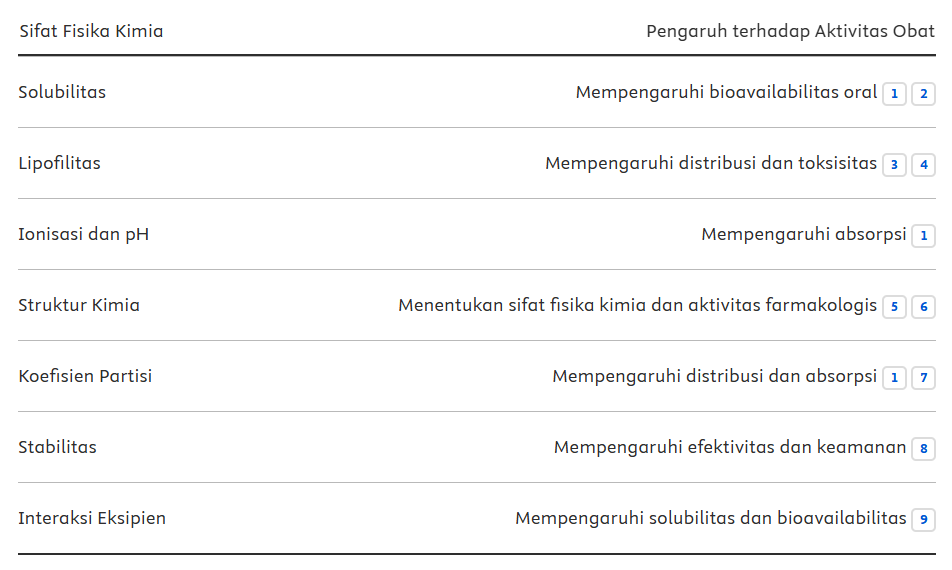 Sifat Fisika Kimia Pengaruh terhadap Aktivitas Obat
Solubilitas Mempengaruhi bioavailabilitas oral 1 2
Lipofilitas Mempengaruhi distribusi dan toksisitas 3 4
Ionisasi dan pH Mempengaruhi absorpsi 1
Struktur Kimia Menentukan sifat fisika kimia dan aktivitas farmakologis 5 6
Koefisien Partisi Mempengaruhi distribusi dan absorpsi 1 7
Stabilitas Mempengaruhi efektivitas dan keamanan 8
Interaksi Eksipien Mempengaruhi solubilitas dan bioavailabilitas 9